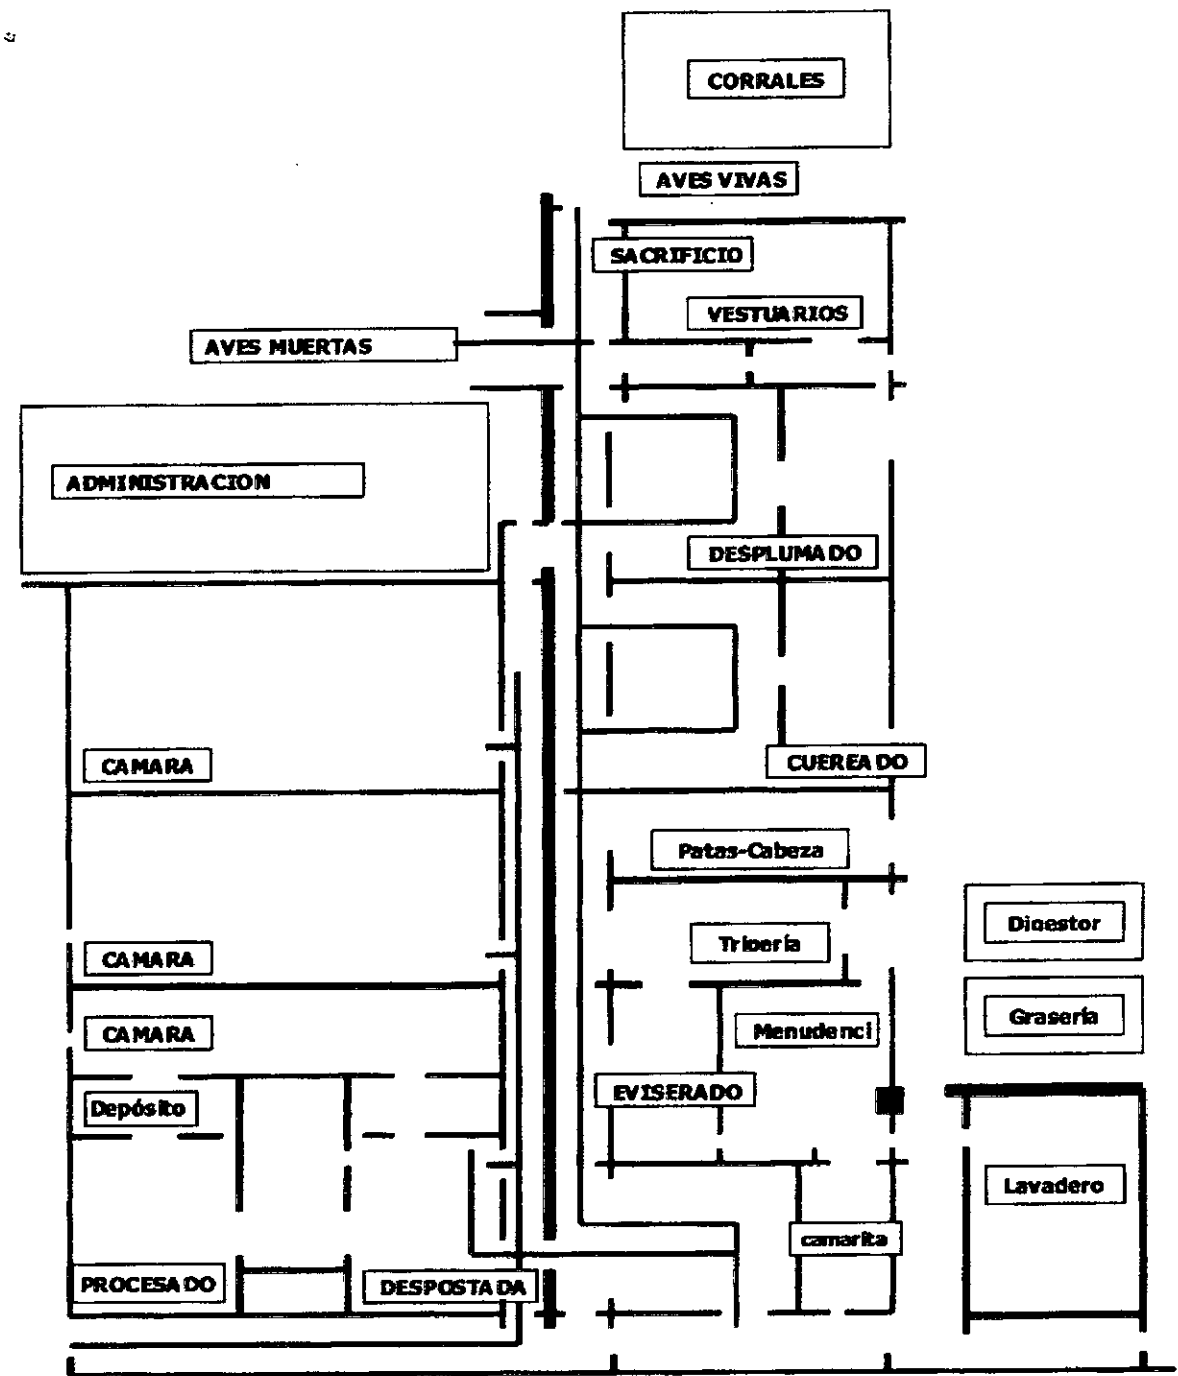 CORRALES
AVES VIVAS
SACRIFICIO
VESTUARIOS
AVES MUERTAS
ADMINISTRACION
DESPLUMADO
CAMARA
CUEREADO
Patas-Cabeza
Tripería
Digestor
CAMARA
CAMARA
Menudenci
Grasería
Depósito
EVISERADO
Lavadero
camarita
PROCESADO
DESPOSTADA